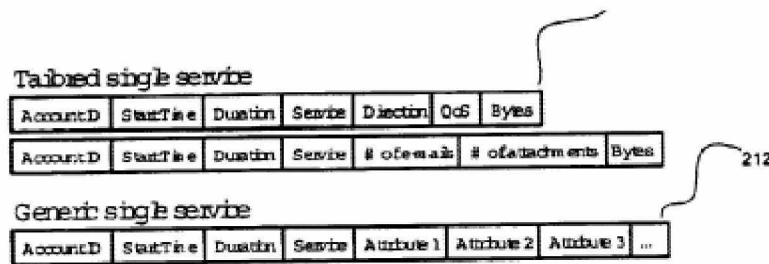 Tailored single service
AccountID StartTime Duration Service Direction QoS Bytes
AccountID StartTime Duration Service # of emails # of attachments Bytes
212
Generic single service
AccountID StartTime Duration Service Attribute 1 Attribute 2 Attribute 3 ...